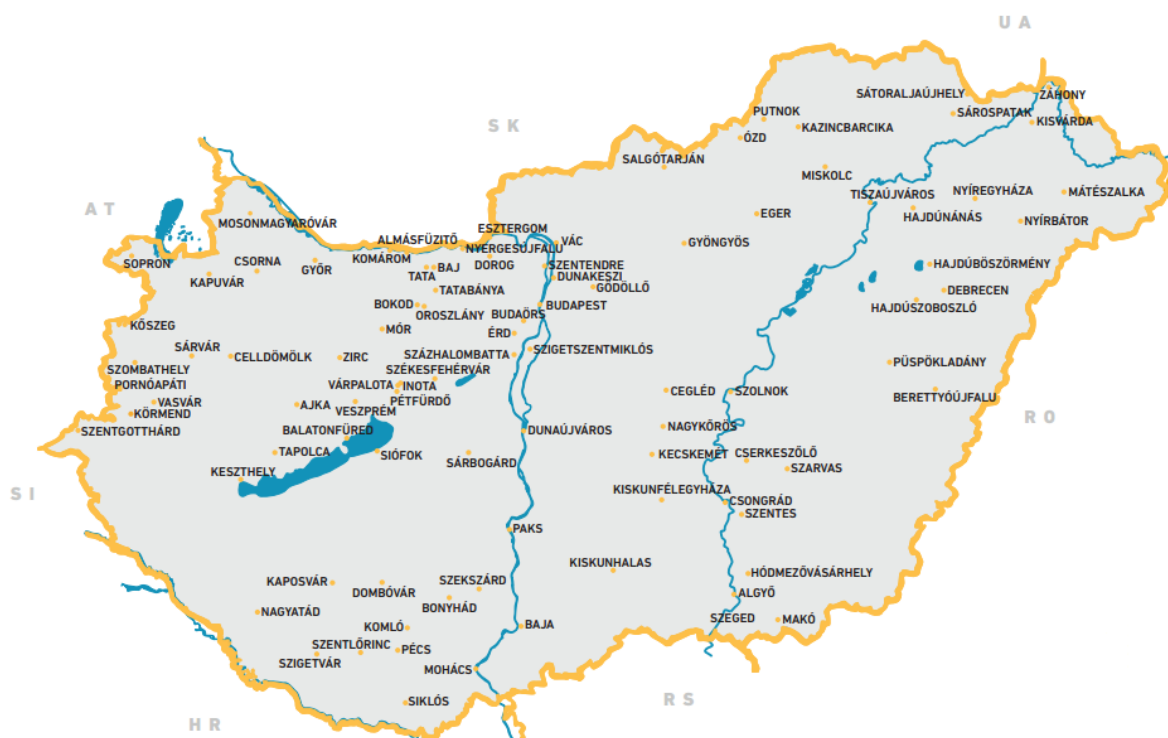 UA
SÁTORALJAÚJHELY
ZÁHONY
PUTNOK
SÁROSPATAK
KISVÁRDA
SK
KAZINCBARCIKA
ÓZD
SALGÓTARJÁN
MISKOLC
TISZAÚJVÁROS
NYÍREGYHÁZA
MÁTÉSZALKA
AT
MOSONMAGYARÓVÁR
EGER
HAJDÚNÁNÁS
NYÍRBÁTOR
ESZTERGOM
ALMÁSFÜZITŐ
VÁC
GYÖNGYÖS
NYERGESÚJFALU
SOPRON
CSORNA
GYŐR
KOMÁROM
BAJ
DOROG
SZENTENDRE
HAJDÚBÖSZÖRMÉNY
KAPUVÁR
TATA
DUNAKESZI
GÖDÖLLŐ
TATABÁNYA
DEBRECEN
BOKOD
OROSZLÁNY
BUDAÖRS
BUDAPEST
HAJDÚSZOBOSZLÓ
KŐSZEG
MÓR
ÉRD
SÁRVÁR
CELLDÖMÖLK
ZIRC
SZÁZHALOMBATTA
SZIGETSZENTMIKLÓS
SZOMBATHELY
SZÉKESFEHÉRVÁR
PÜSPÖKLADÁNY
PORNÓAPÁTI
VÁRPALOTA
INOTA
CEGLÉD
SZOLNOK
BERETTYÓÚJFALU
VASVÁR
PÉTFÜRDŐ
KÖRMEND
AJKA
VESZPRÉM
RO
SZENTGOTTHÁRD
BALATONFÜRED
DUNAÚJVÁROS
NAGYKŐRÖS
TAPOLCA
SIÓFOK
SÁRBOGÁRD
KECSKEMÉT
CSERKESZŐLŐ
SZARVAS
KESZTHELY
SI
KISKUNFÉLEGYHÁZA
CSONGRÁD
SZENTES
PAKS
KISKUNHALAS
HÓDMEZŐVÁSÁRHELY
KAPOSVÁR
DOMBÓVÁR
SZEKSZÁRD
ALGYŐ
NAGYATÁD
BONYHÁD
SZEGED
MAKÓ
KOMLÓ
BAJA
SZENTLŐRINC
PÉCS
SZIGETVÁR
MOHÁCS
SIKLÓS
RS
HR